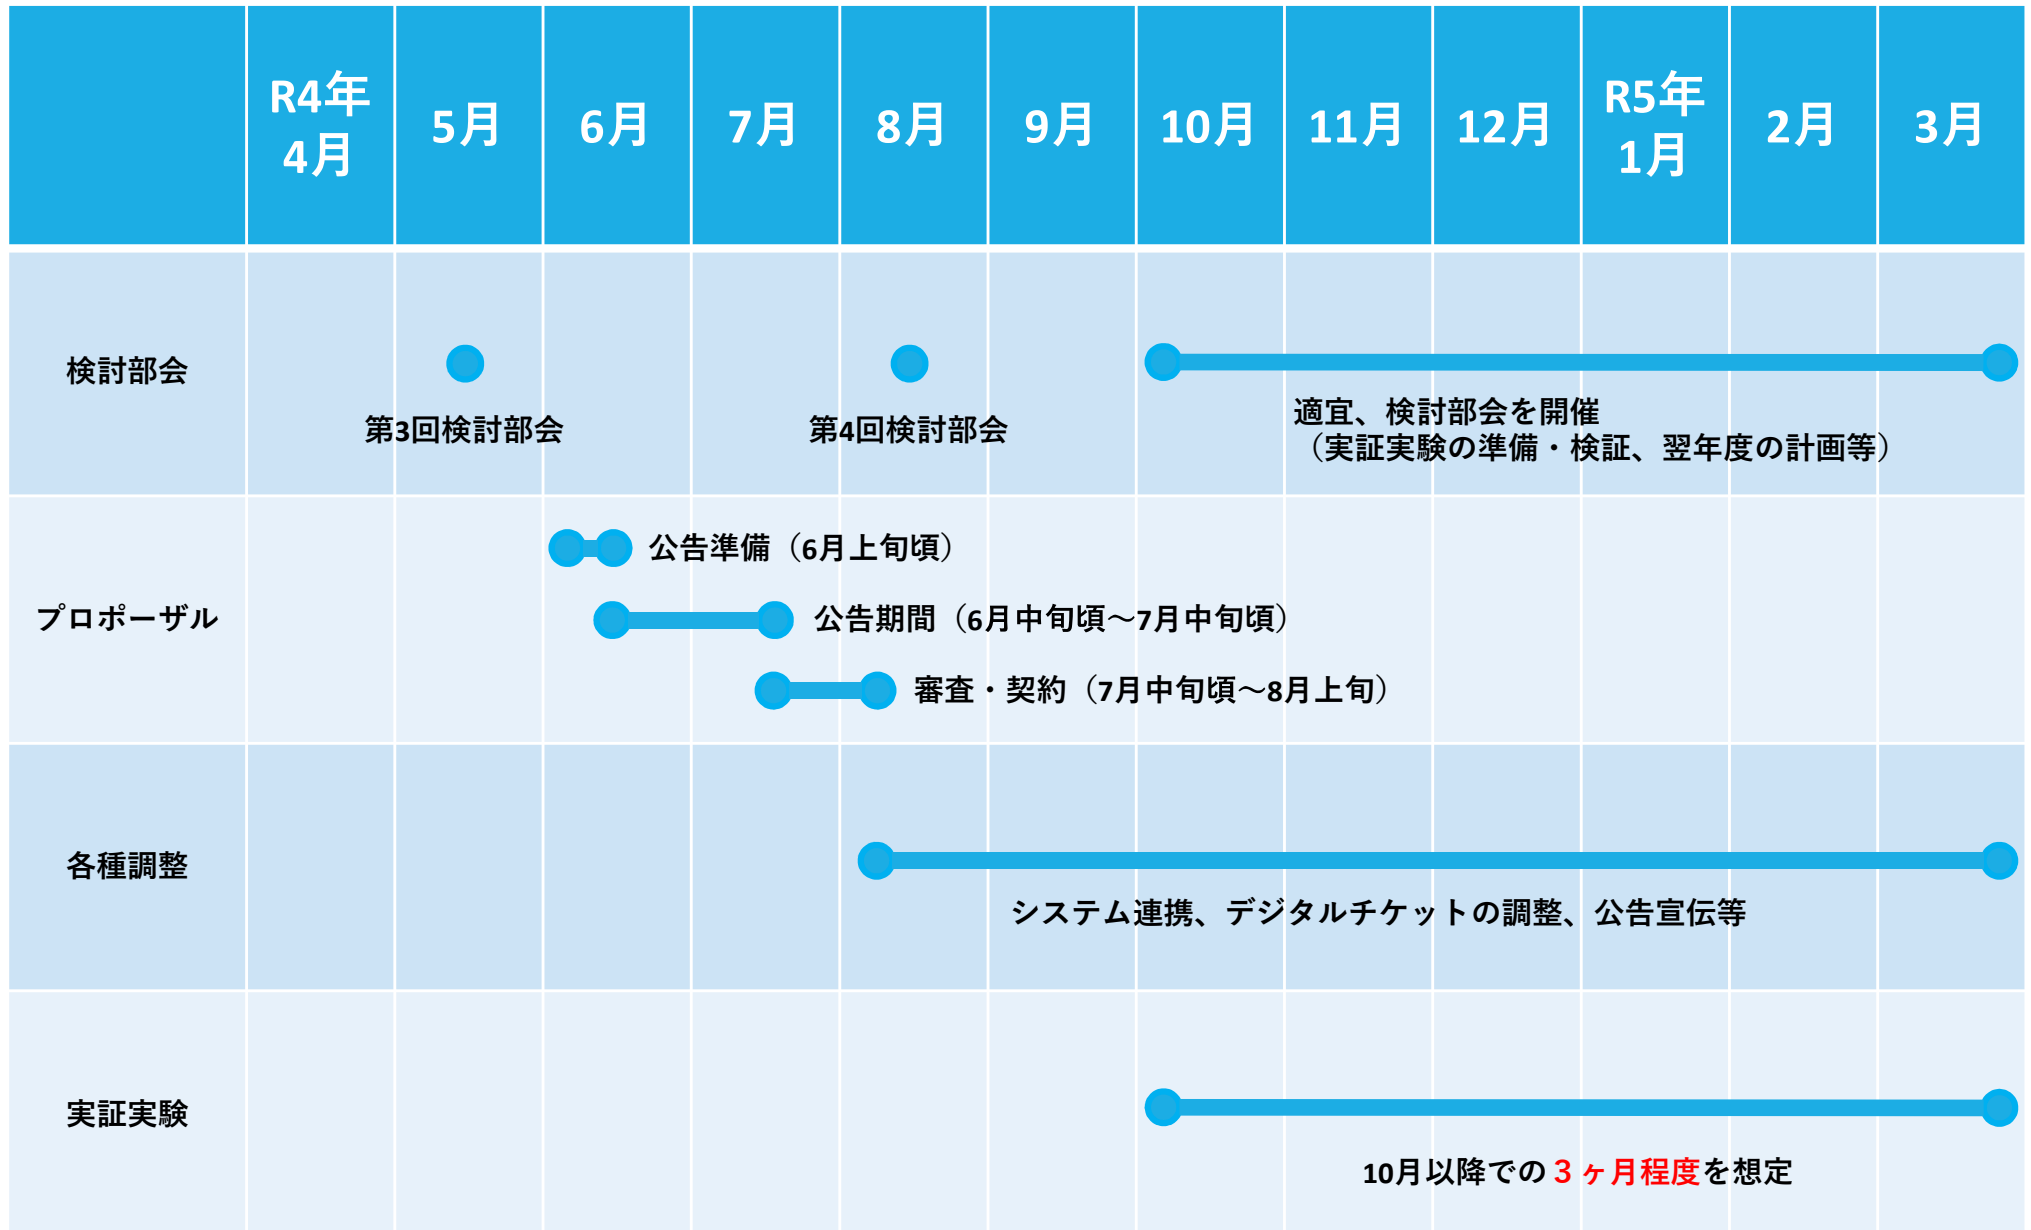 R4年
4月
5月
6月
7月
8月
9月
10月
11月
12月
R5年
1月
2月
3月
検討部会
第3回検討部会
第4回検討部会
適宜、検討部会を開催
（実証実験の準備・検証、翌年度の計画等）
プロポーザル
公告準備（6月上旬頃）
公告期間（6月中旬頃～7月中旬頃）
審査・契約（7月中旬頃～8月上旬）
各種調整
システム連携、デジタルチケットの調整、公告宣伝等
実証実験
10月以降での３ヶ月程度を想定